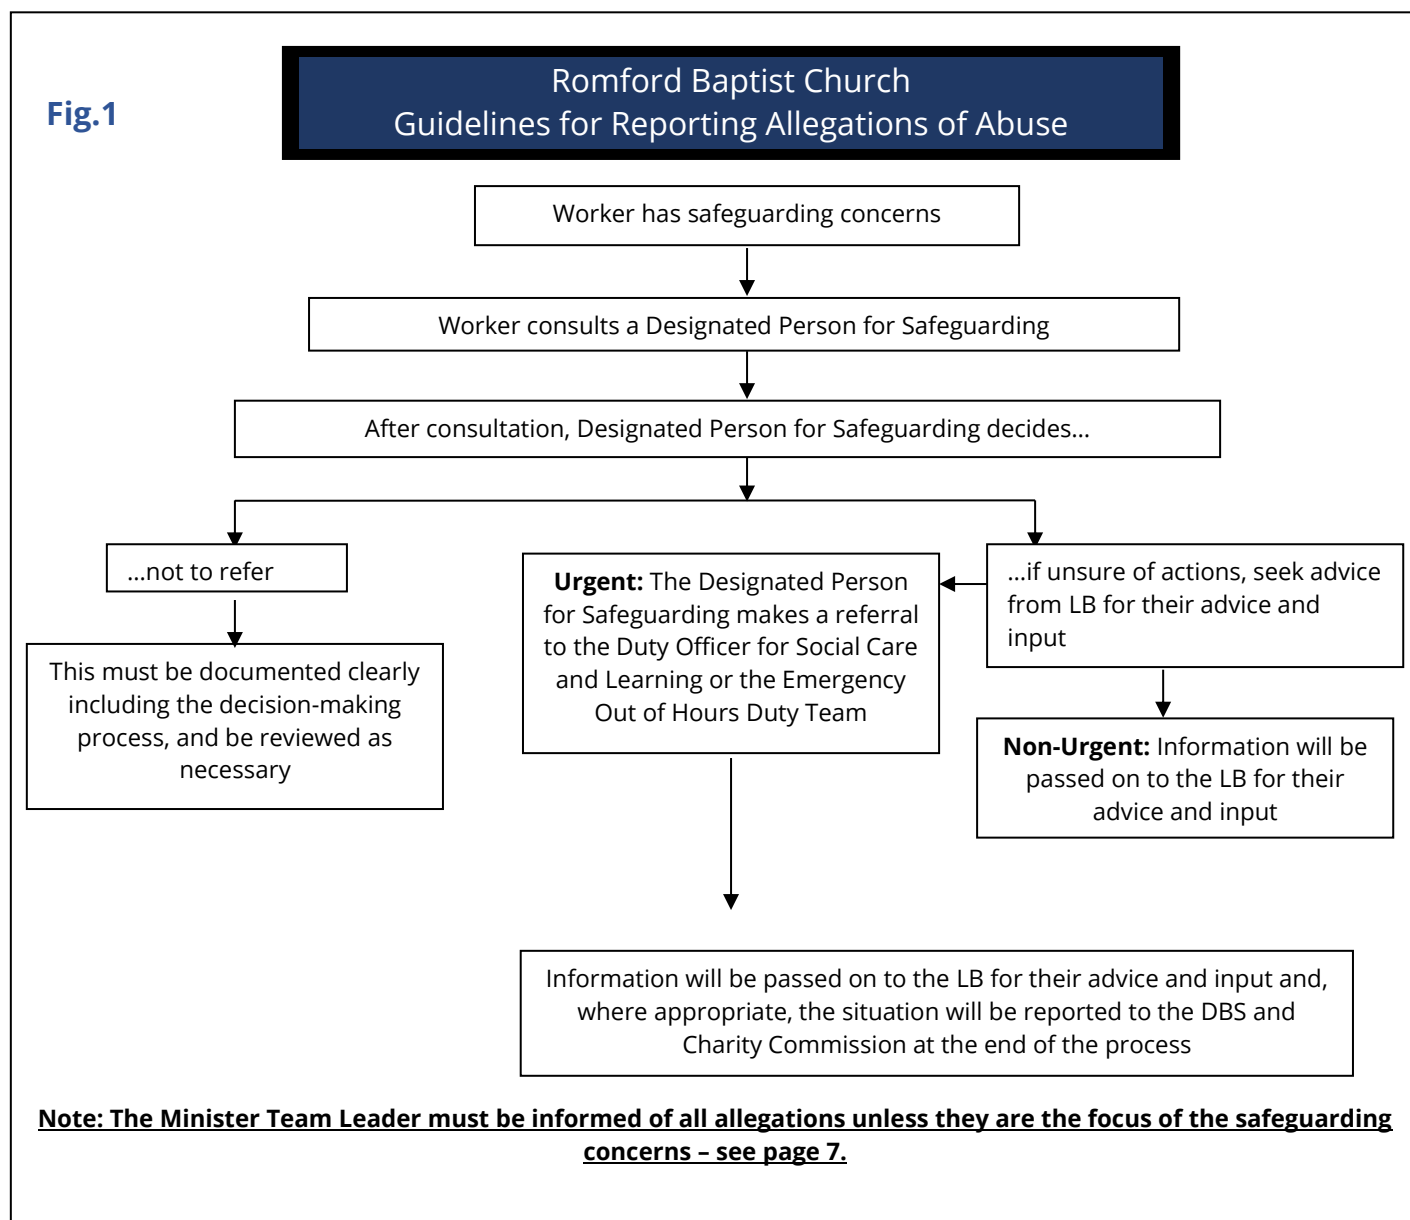 Fig.1
Romford Baptist Church
Guidelines for Reporting Allegations of Abuse
Worker has safeguarding concerns
Worker consults a Designated Person for Safeguarding
After consultation, Designated Person for Safeguarding decides…
…not to refer
This must be documented clearly
including the decision-making
process, and be reviewed as
necessary
Urgent: The Designated Person
for Safeguarding makes a referral
to the Duty Officer for Social Care
and Learning or the Emergency
Out of Hours Duty Team
…if unsure of actions, seek advice
from LB for their advice and
input
Non-Urgent: Information will be
passed on to the LB for their
advice and input
Information will be passed on to the LB for their advice and input and,
where appropriate, the situation will be reported to the DBS and
Charity Commission at the end of the process
Note: The Minister Team Leader must be informed of all allegations unless they are the focus of the safeguarding
concerns – see page 7.